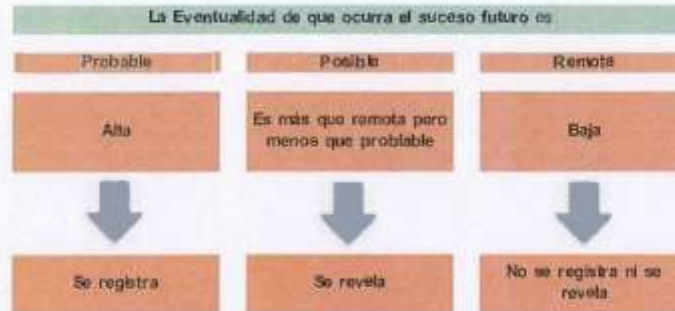 La Eventualidad de que ocurra el suceso futuro es
Probable
Posible
Remota
Alta
Es más que remota pero
menos que problable
Baja
Se registra
Se revela
No se registra ni se
revela